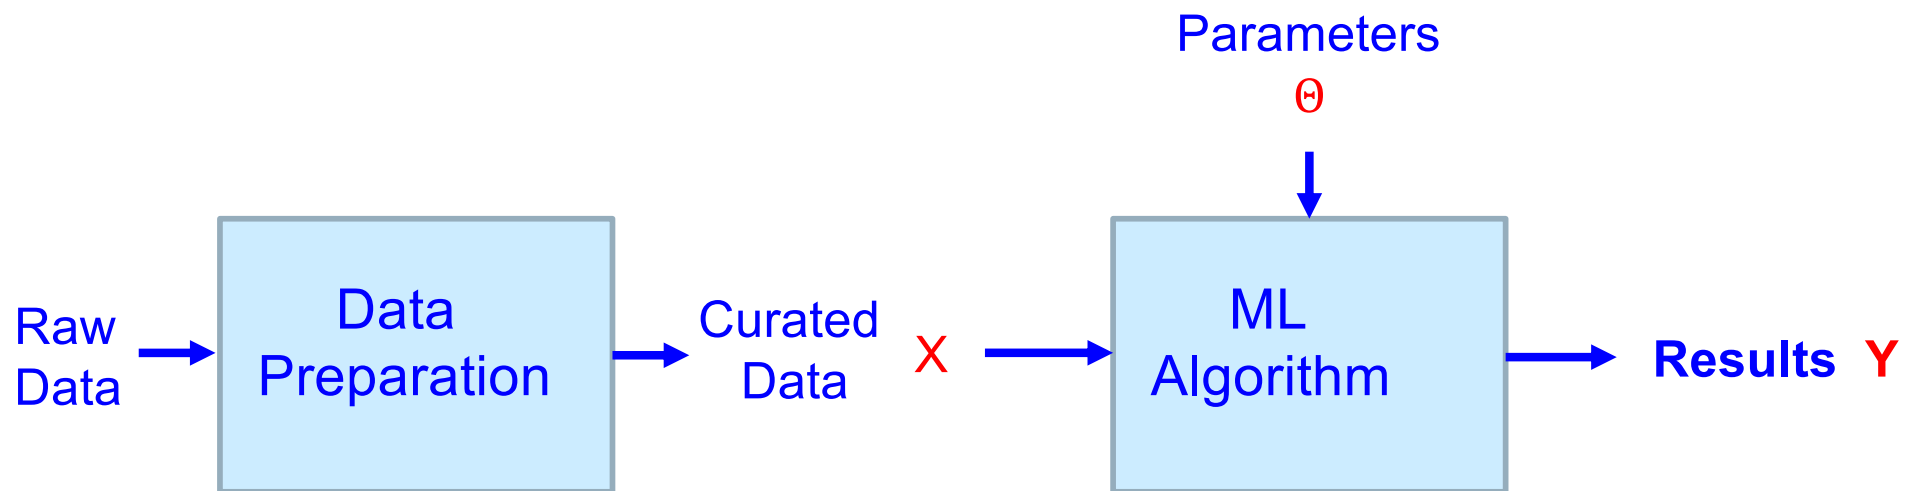 Parameters
Θ
Raw
Data
Data
Preparation
Curated
Data
X
ML
Algorithm
Results Y